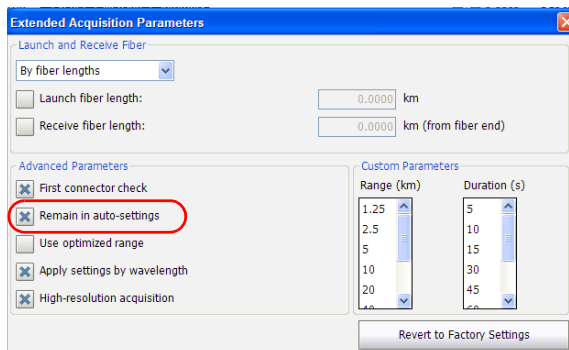 Extended Acquisition Parameters
Launch and Receive Fiber
By fiber lengths
Launch fiber length: 0.0000 km
Receive fiber length: 0.0000 km (from fiber end)
Advanced Parameters
First connector check
Remain in auto-settings
Use optimized range
Apply settings by wavelength
High-resolution acquisition
Custom Parameters
Range (km) Duration (s)
1.25 5
2.5 10
5 15
10 30
20 45
Revert to Factory Settings